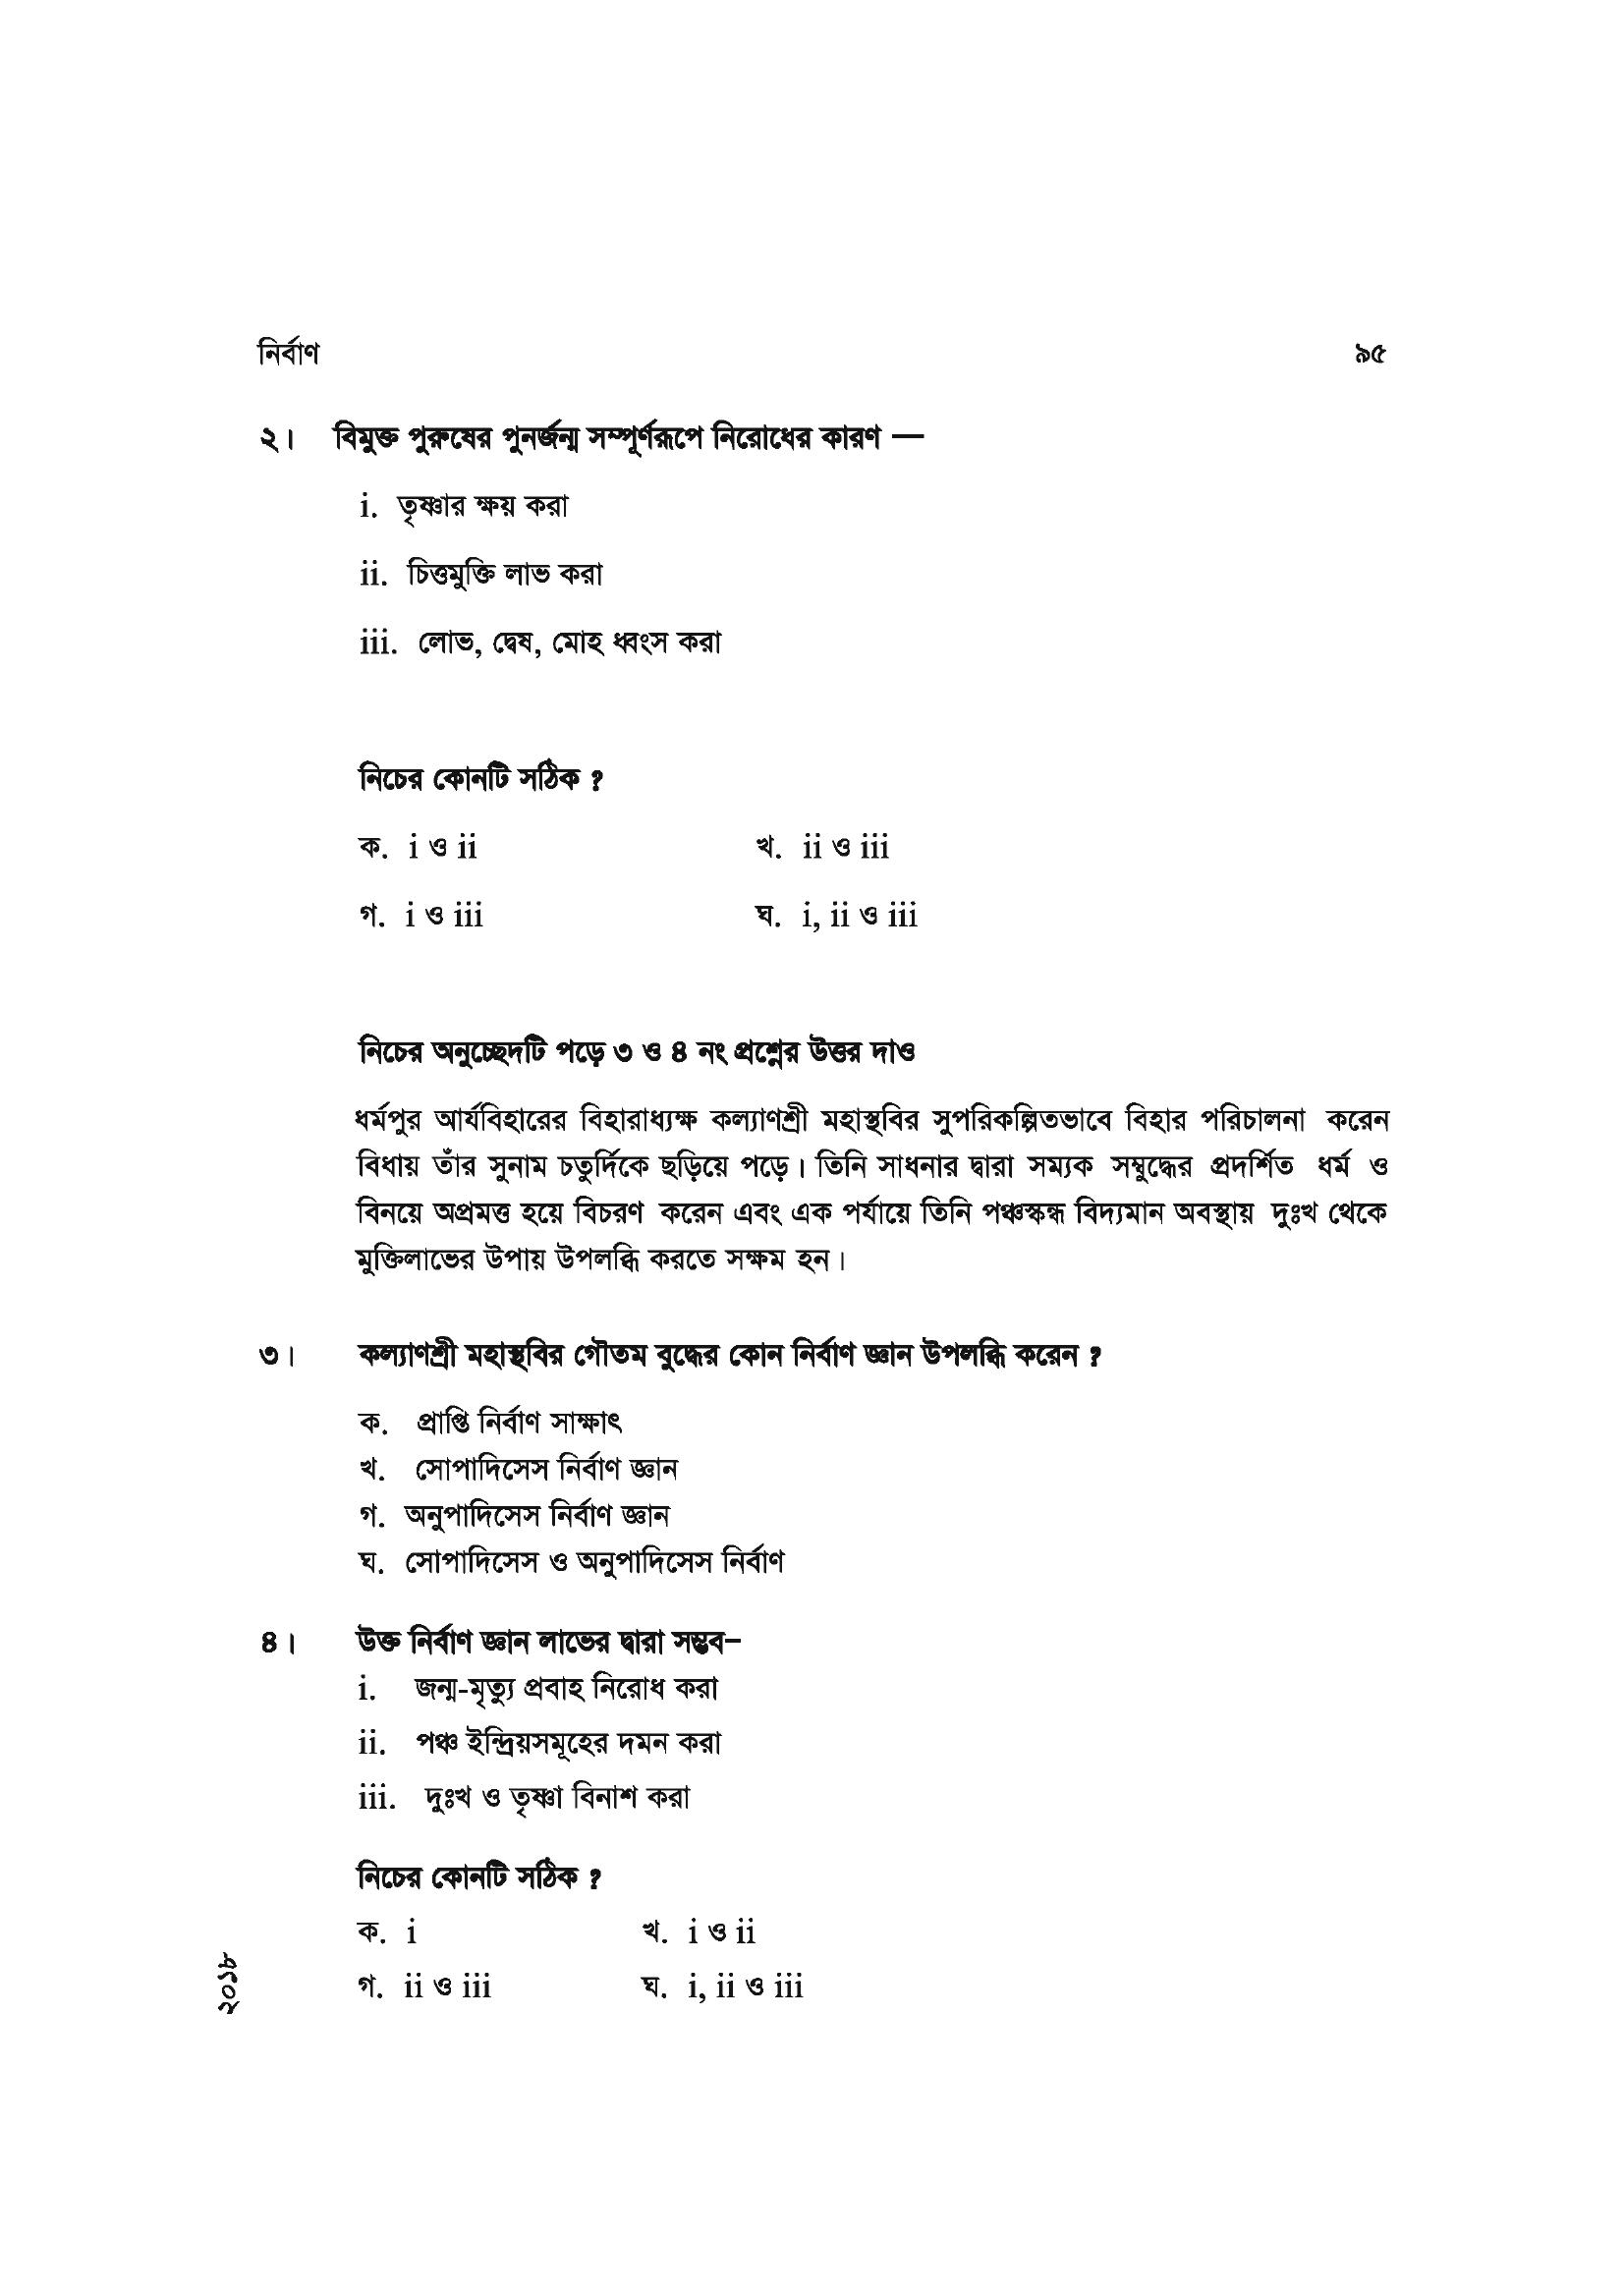 নির্বাণ ৯৫
২। বিমুক্ত পুরুষের পুনর্জন্ম সম্পূর্ণরূপে নিরোধের কারণ —
i. তৃষ্ণার ক্ষয় করা
ii. চিত্তমুক্তি লাভ করা
iii. লোভ, দ্বেষ, মোহ ধ্বংস করা
নিচের কোনটি সঠিক ?
ক. i ও ii খ. ii ও iii
গ. i ও iii ঘ. i, ii ও iii
নিচের অনুচ্ছেদটি পড়ে ৩ ও ৪ নং প্রশ্নের উত্তর দাও
ধর্মপুর আর্যবিহারের বিহারাধ্যক্ষ কল্যাণশ্রী মহাস্থবির সুপরিকল্পিতভাবে বিহার পরিচালনা করেন
বিধায় তাঁর সুনাম চতুর্দিকে ছড়িয়ে পড়ে। তিনি সাধনার দ্বারা সম্যক সম্বুদ্ধের প্রদর্শিত ধর্ম ও
বিনয়ে অপ্রমত্ত হয়ে বিচরণ করেন এবং এক পর্যায়ে তিনি পঞ্চস্কন্ধ বিদ্যমান অবস্থায় দুঃখ থেকে
মুক্তিলাভের উপায় উপলব্ধি করতে সক্ষম হন।
৩। কল্যাণশ্রী মহাস্থবির গৌতম বুদ্ধের কোন নির্বাণ জ্ঞান উপলব্ধি করেন ?
ক. প্রাপ্তি নির্বাণ সাক্ষাৎ
খ. সোপাদিসেস নির্বাণ জ্ঞান
গ. অনুপাদিসেস নির্বাণ জ্ঞান
ঘ. সোপাদিসেস ও অনুপাদিসেস নির্বাণ
৪। উক্ত নির্বাণ জ্ঞান লাভের দ্বারা সম্ভব–
i. জন্ম-মৃত্যু প্রবাহ নিরোধ করা
ii. পঞ্চ ইন্দ্রিয়সমূহের দমন করা
iii. দুঃখ ও তৃষ্ণা বিনাশ করা
নিচের কোনটি সঠিক ?
ক. i খ. i ও ii
গ. ii ও iii ঘ. i, ii ও iii
২০১৮